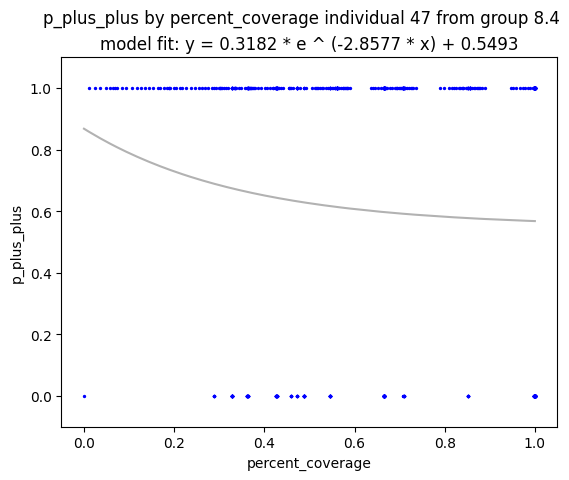 p_plus_plus by percent_coverage individual 47 from group 8.4
model fit: y = 0.3182 * e ^ (-2.8577 * x) + 0.5493
1.0
0.8
0.6
0.4
0.2
0.0
p_plus_plus
0.0 0.2 0.4 0.6 0.8 1.0
percent_coverage